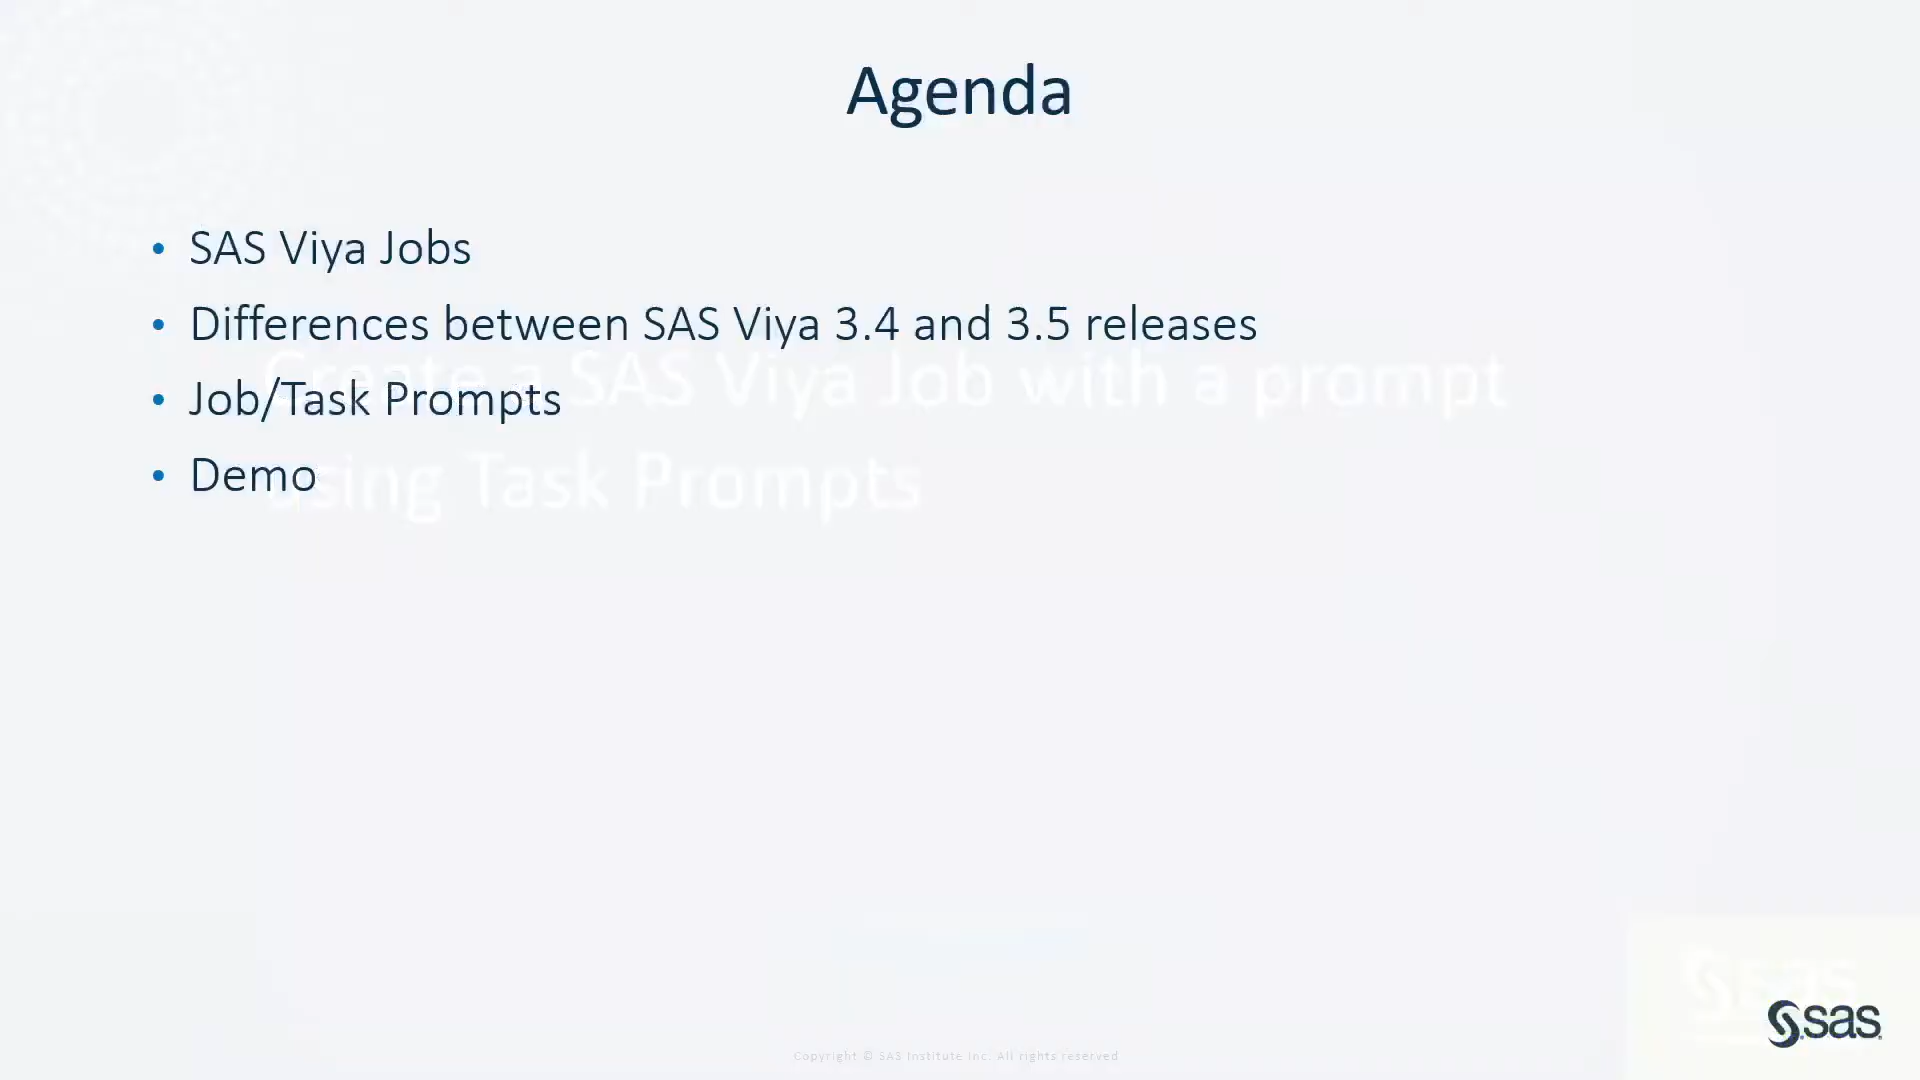 Agenda
• SAS Viya Jobs
• Differences between SAS Viya 3.4 and 3.5 releases
Create a SAS Viya Job with a prompt
• Job/Task Prompts
• Demo
using Task Prompts
sas
sas
Copyright © SAS Institute Inc. All rights reserved